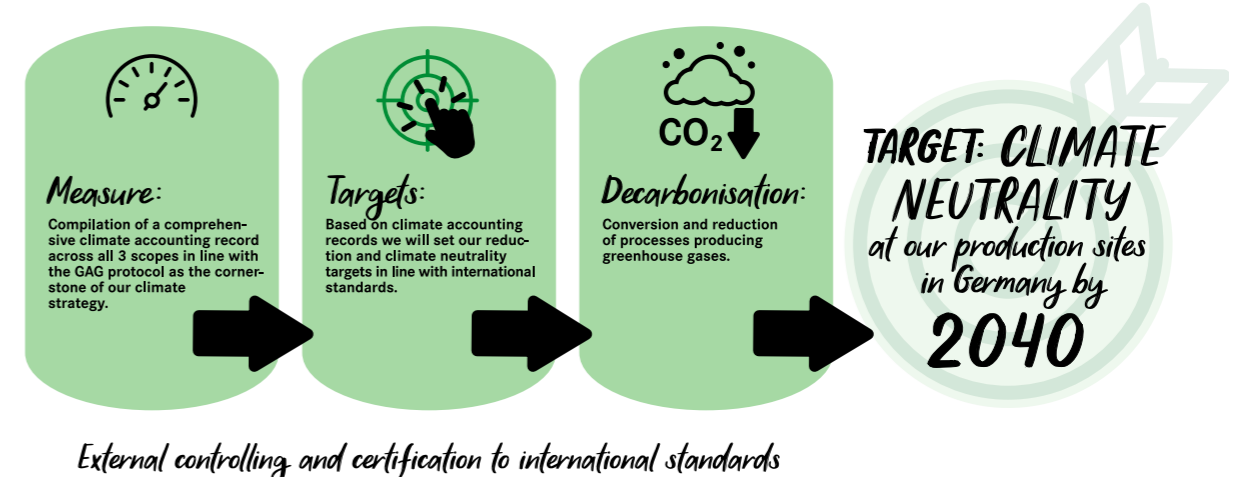 Measure:
Compilation of a comprehen-
sive climate accounting record
across all 3 scopes in line with
the GAG protocol as the corner-
stone of our climate
strategy.
Targets:
Based on climate accounting
records we will set our reduc-
tion and climate neutrality
targets in line with international
standards.
CO₂
Decarbonisation:
Conversion and reduction
of processes producing
greenhouse gases.
TARGET: CLIMATE
NEUTRALITY
at our production sites
in Germany by
2040
External controlling and certification to international standards